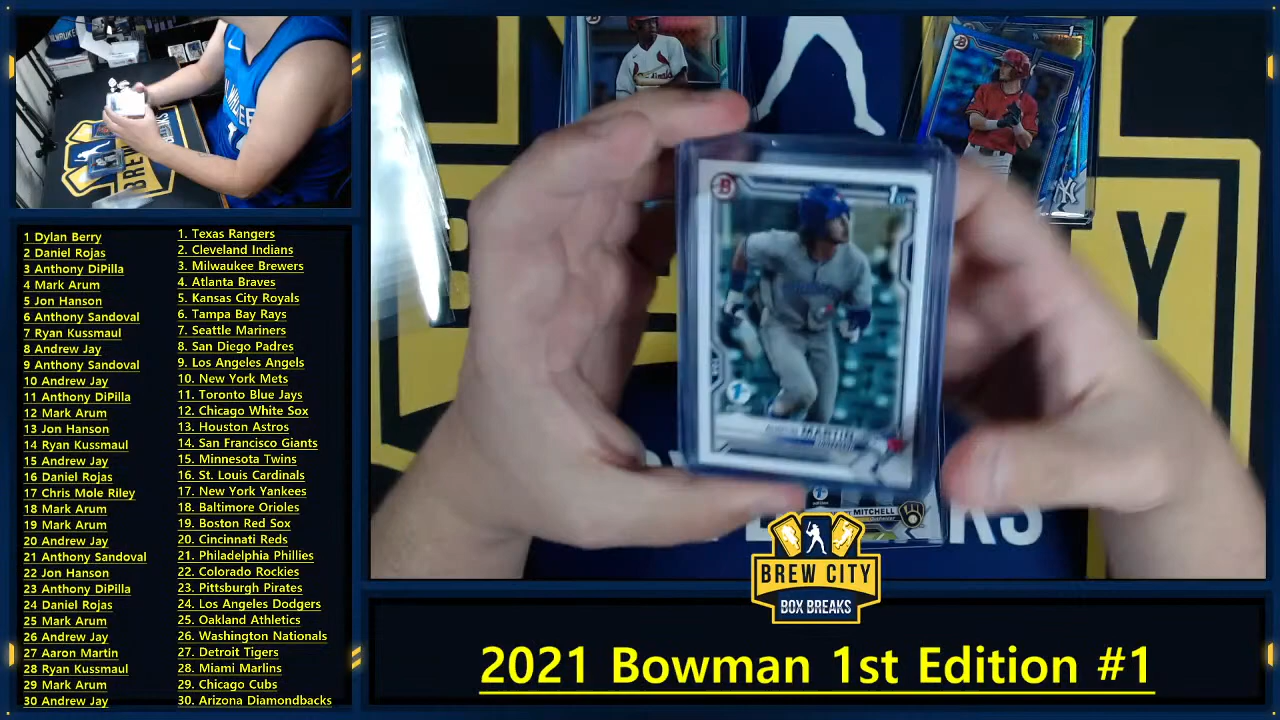 1 Dylan Berry
2 Daniel Rojas
3 Anthony DiPilla
4 Mark Arum
5 Jon Hanson
6 Anthony Sandoval
7 Ryan Kussmaul
8 Andrew Jay
9 Anthony Sandoval
10 Andrew Jay
11 Anthony DiPilla
12 Mark Arum
13 Jon Hanson
14 Ryan Kussmaul
15 Andrew Jay
16 Daniel Rojas
17 Chris Mole Riley
18 Mark Arum
19 Mark Arum
20 Andrew Jay
21 Anthony Sandoval
22 Jon Hanson
23 Anthony DiPilla
24 Daniel Rojas
25 Mark Arum
26 Andrew Jay
27 Aaron Martin
28 Ryan Kussmaul
29 Mark Arum
30 Andrew Jay
1. Texas Rangers
2. Cleveland Indians
3. Milwaukee Brewers
4. Atlanta Braves
5. Kansas City Royals
6. Tampa Bay Rays
7. Seattle Mariners
8. San Diego Padres
9. Los Angeles Angels
10. New York Mets
11. Toronto Blue Jays
12. Chicago White Sox
13. Houston Astros
14. San Francisco Giants
15. Minnesota Twins
16. St. Louis Cardinals
17. New York Yankees
18. Baltimore Orioles
19. Boston Red Sox
20. Cincinnati Reds
21. Philadelphia Phillies
22. Colorado Rockies
23. Pittsburgh Pirates
24. Los Angeles Dodgers
25. Oakland Athletics
26. Washington Nationals
27. Detroit Tigers
28. Miami Marlins
29. Chicago Cubs
30. Arizona Diamondbacks
B
1st
MARTIN
MITCHELL
Y
KS
BREW CITY
BOX BREAKS
2021 Bowman 1st Edition #1